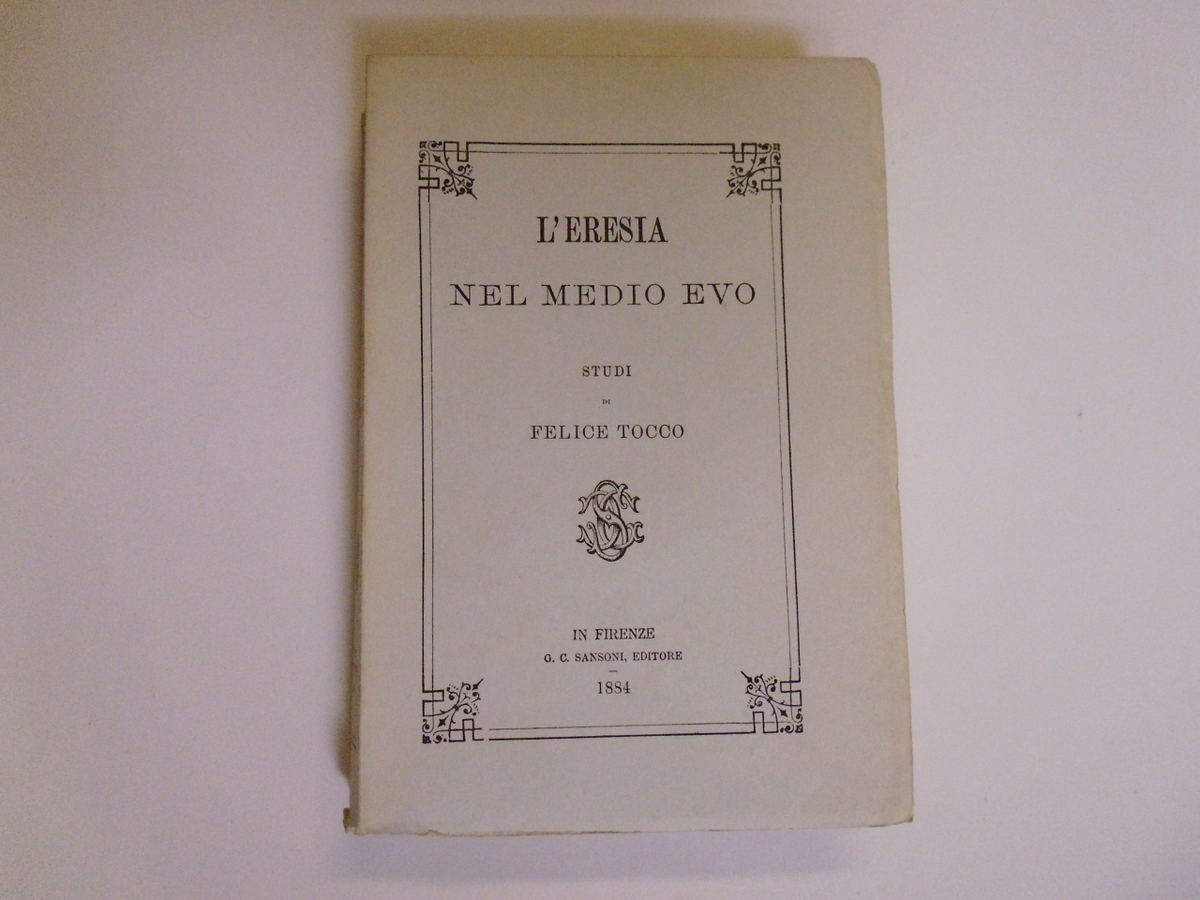 L'ERESIA
NEL MEDIO EVO
STUDI
DI
FELICE TOCCO
IN FIRENZE
G. C. SANSONI, EDITORE
1884